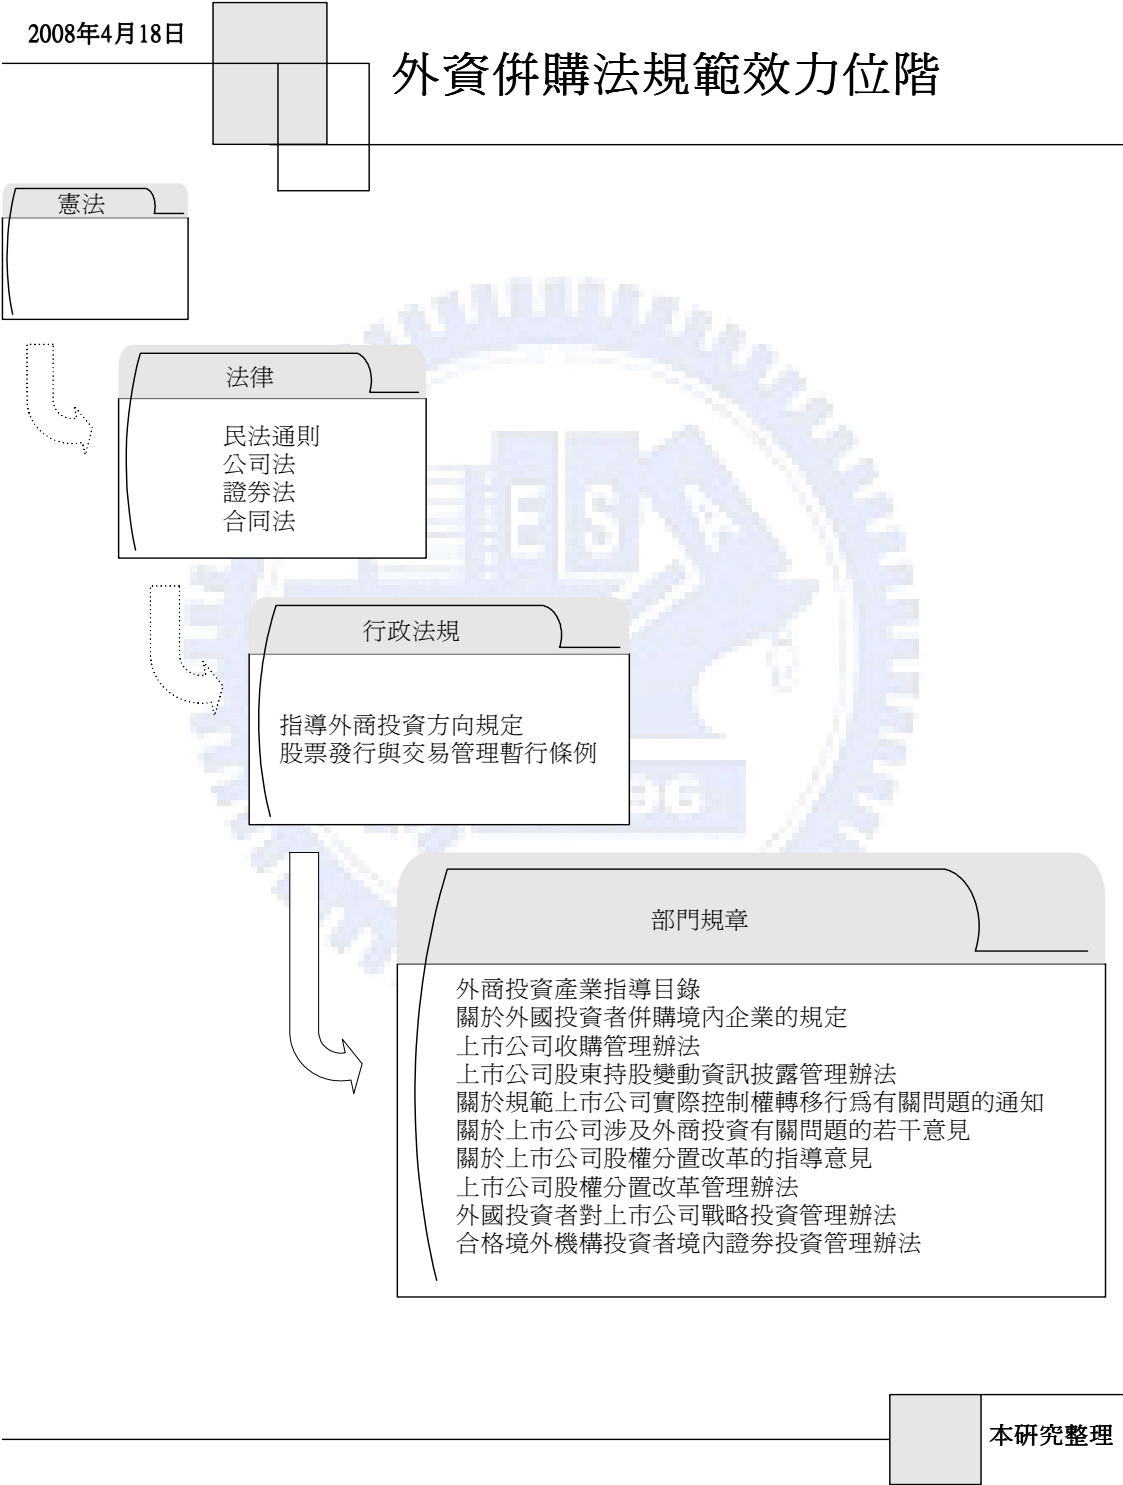 2008年4月18日
外資併購法規範效力位階
憲法
法律
民法通則
公司法
證券法
合同法
行政法規
指導外商投資方向規定
股票發行與交易管理暫行條例
部門規章
外商投資產業指導目錄
關於外國投資者併購境內企業的規定
上市公司收購管理辦法
上市公司股東持股變動資訊披露管理辦法
關於規範上市公司實際控制權轉移行爲有關問題的通知
關於上市公司涉及外商投資有關問題的若干意見
關於上市公司股權分置改革的指導意見
上市公司股權分置改革管理辦法
外國投資者對上市公司戰略投資管理辦法
合格境外機構投資者境內證券投資管理辦法
本研究整理